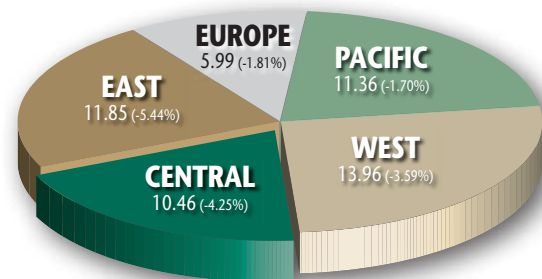 EUROPE
5.99 (-1.81%)
PACIFIC
11.36 (-1.70%)
EAST
11.85 (-5.44%)
WEST
13.96 (-3.59%)
CENTRAL
10.46 (-4.25%)